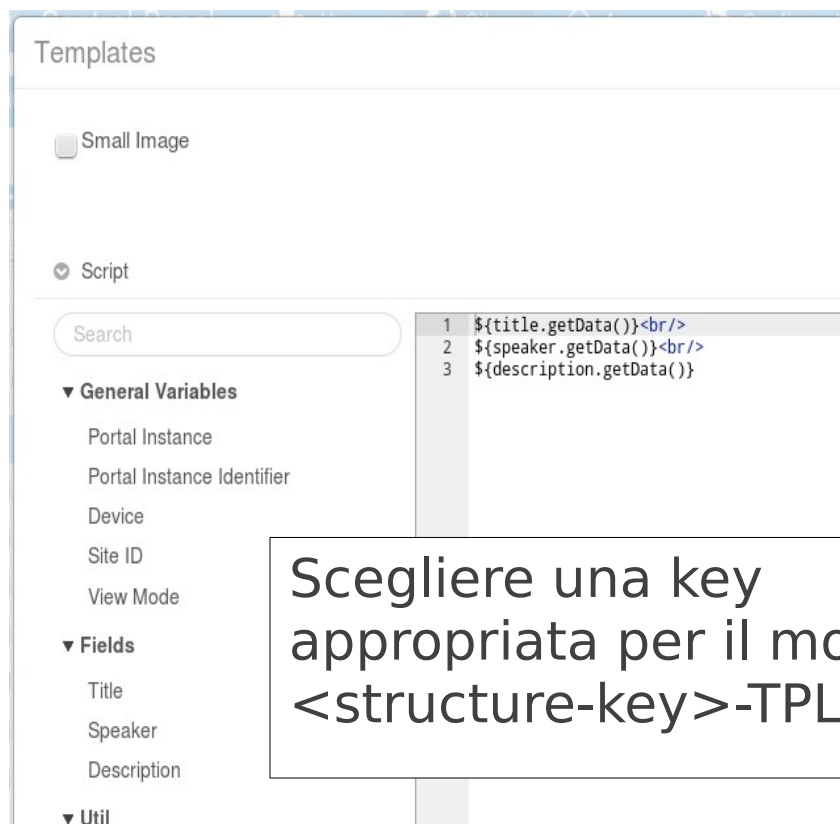 Templates
Small Image
Script
Search
▼ General Variables
Portal Instance
Portal Instance Identifier
Device
Site ID
View Mode
▼ Fields
Title
Speaker
Description
▼ Util
1 ${title.getData()}<br/>
2 ${speaker.getData()}<br/>
3 ${description.getData()}
Scegliere una key
appropriata per il
<structure-key>-TPL